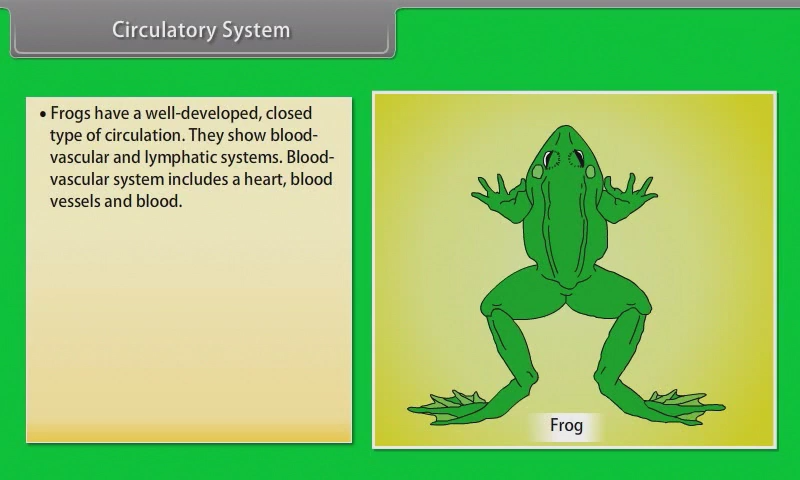 Circulatory System
• Frogs have a well-developed, closed
type of circulation. They show blood-
vascular and lymphatic systems. Blood-
vascular system includes a heart, blood
vessels and blood.
Frog